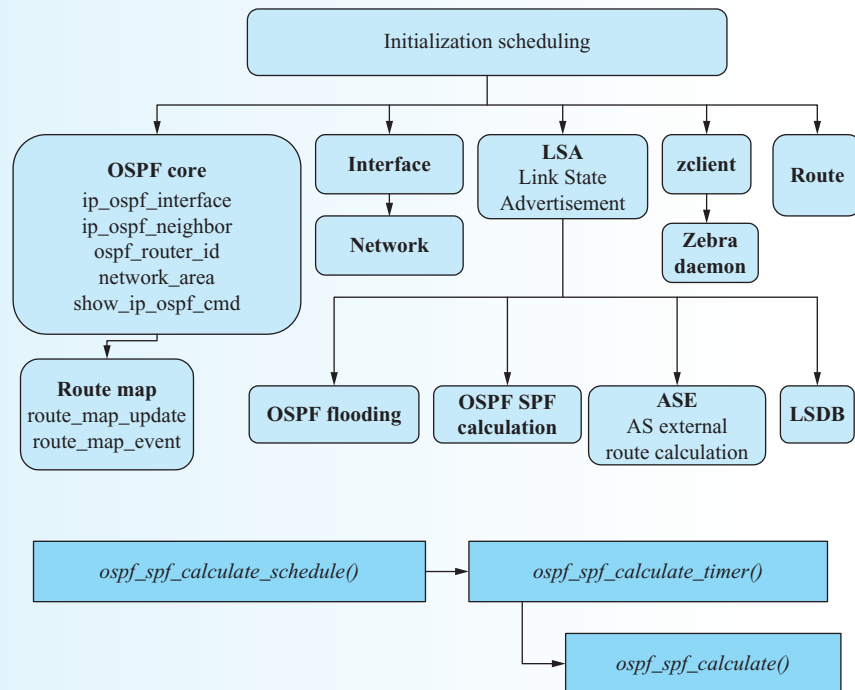 Initialization scheduling
OSPF core
ip_ospf_interface
ip_ospf_neighbor
ospf_router_id
network_area
show_ip_ospf_cmd
Interface
Network
LSA
Link State
Advertisement
zclient
Zebra
daemon
Route
Route map
route_map_update
route_map_event
OSPF flooding
OSPF SPF
calculation
ASE
AS external
route calculation
LSDB
ospf_spf_calculate_schedule()
ospf_spf_calculate_timer()
ospf_spf_calculate()